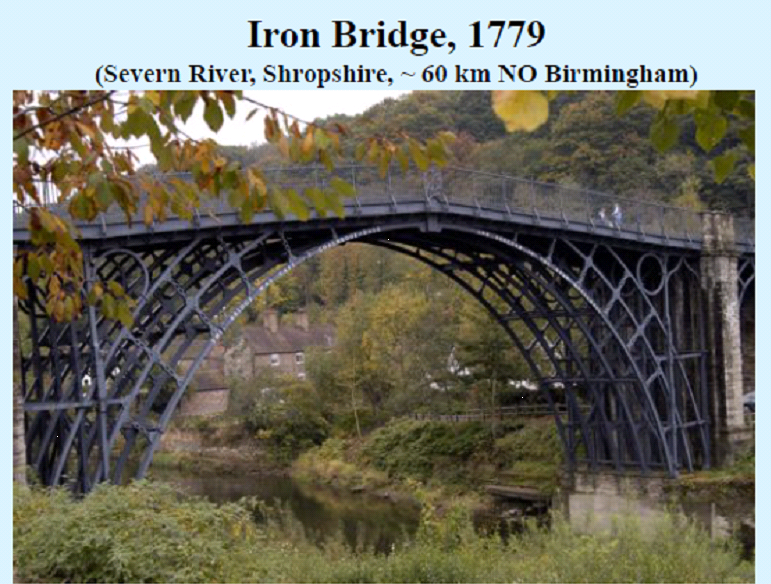 Iron Bridge, 1779
(Severn River, Shropshire, ~ 60 km NO Birmingham)